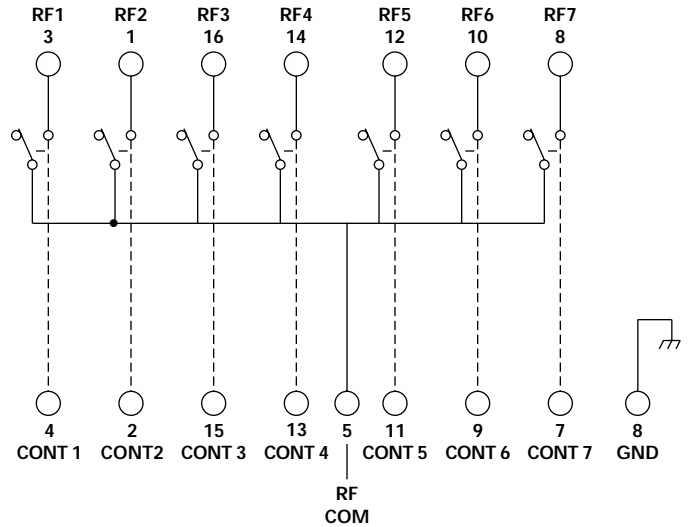 RF1 RF2 RF3 RF4 RF5 RF6 RF7
3 1 16 14 12 10 8
4 2 15 13 5 11 9 7 8
CONT 1 CONT2 CONT 3 CONT 4 CONT 5 CONT 6 CONT 7 GND
RF
COM